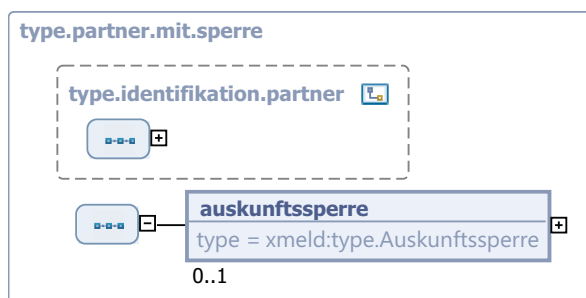 type.partner.mit.sperre
type.identifikation.partner
auskunftssperre
type = xmeld:type.Auskunftssperre
0..1